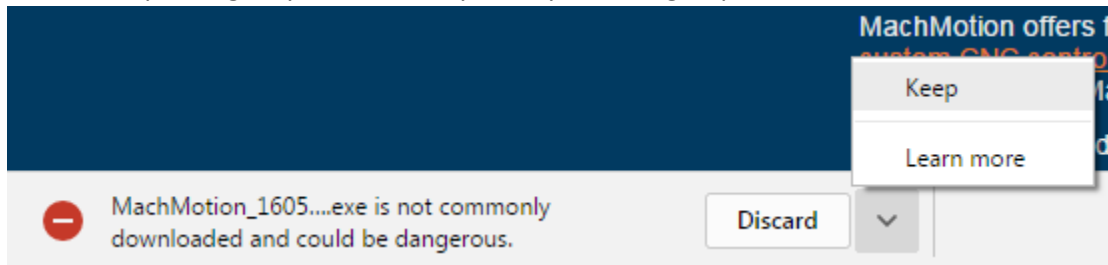 MachMotion offers
Keep
Learn more
MachMotion_1605....exe is not commonly
downloaded and could be dangerous.
Discard